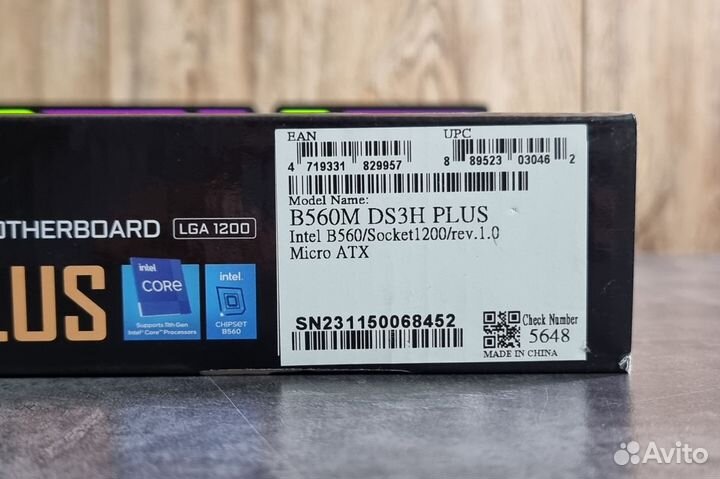 OTHERBOARD
LGA 1200
LUS
intel
CORE
Supports 11th Gen
Intel® Core™ Processors
intel.
CHIPSET
B560
EAN
4 719331 829957
UPC
8 89523 03046 2
Model Name:
B560M DS3H PLUS
Intel B560/Socket1200/rev.1.0
Micro ATX
SN231150068452
Check Number
5648
MADE IN CHINA
Avito